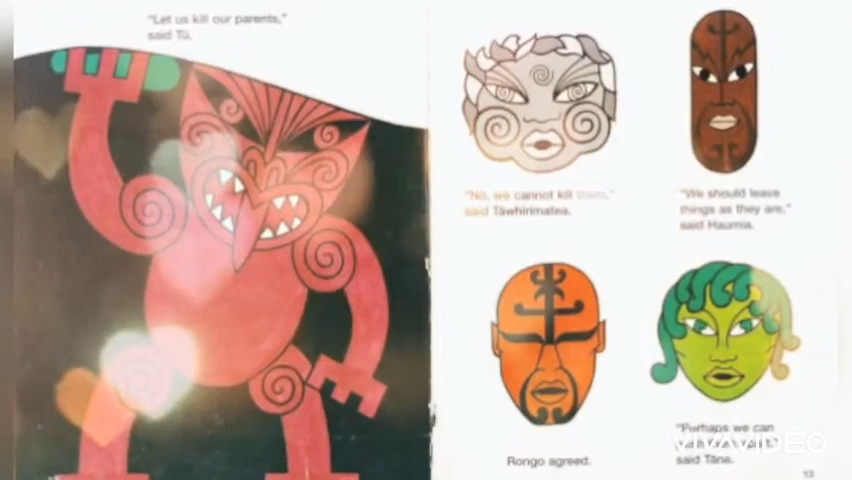 "Let us kill our parents,"
said Tū.
"No, we cannot kill them,"
said Tāwhirimatea.
"We should leave
things as they are,"
said Haumia.
Rongo agreed.
"Perhaps we can
said Tāne.
VIVAVIDEO
13